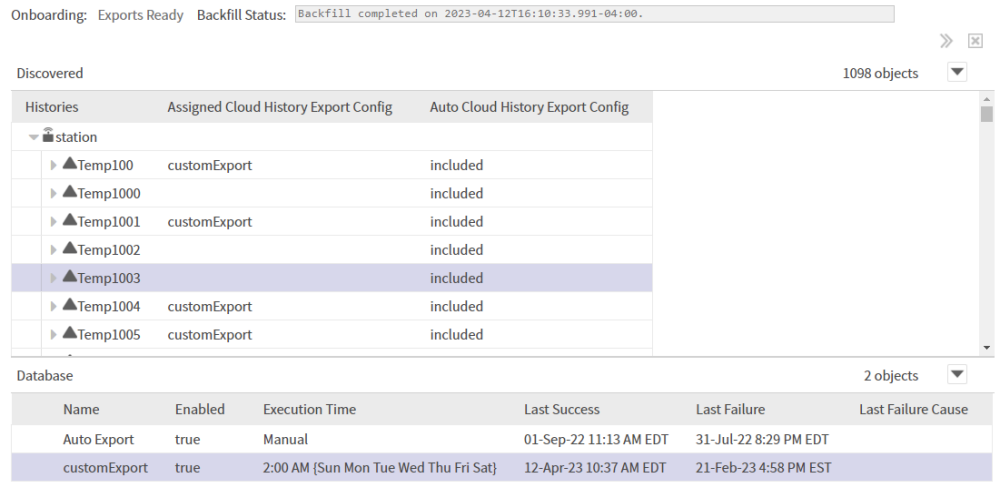 Onboarding: Exports Ready Backfill Status: Backfill completed on 2023-04-12T16:10:33.991-04:00.
Discovered 1098 objects
Histories Assigned Cloud History Export Config Auto Cloud History Export Config
station
Temp100 customExport included
Temp1000 included
Temp1001 customExport included
Temp1002 included
Temp1003 included
Temp1004 customExport included
Temp1005 customExport included
Database 2 objects
Name Enabled Execution Time Last Success Last Failure Last Failure Cause
Auto Export true Manual 01-Sep-22 11:13 AM EDT 31-Jul-22 8:29 PM EDT
customExport true 2:00 AM {Sun Mon Tue Wed Thu Fri Sat} 12-Apr-23 10:37 AM EDT 21-Feb-23 4:58 PM EST